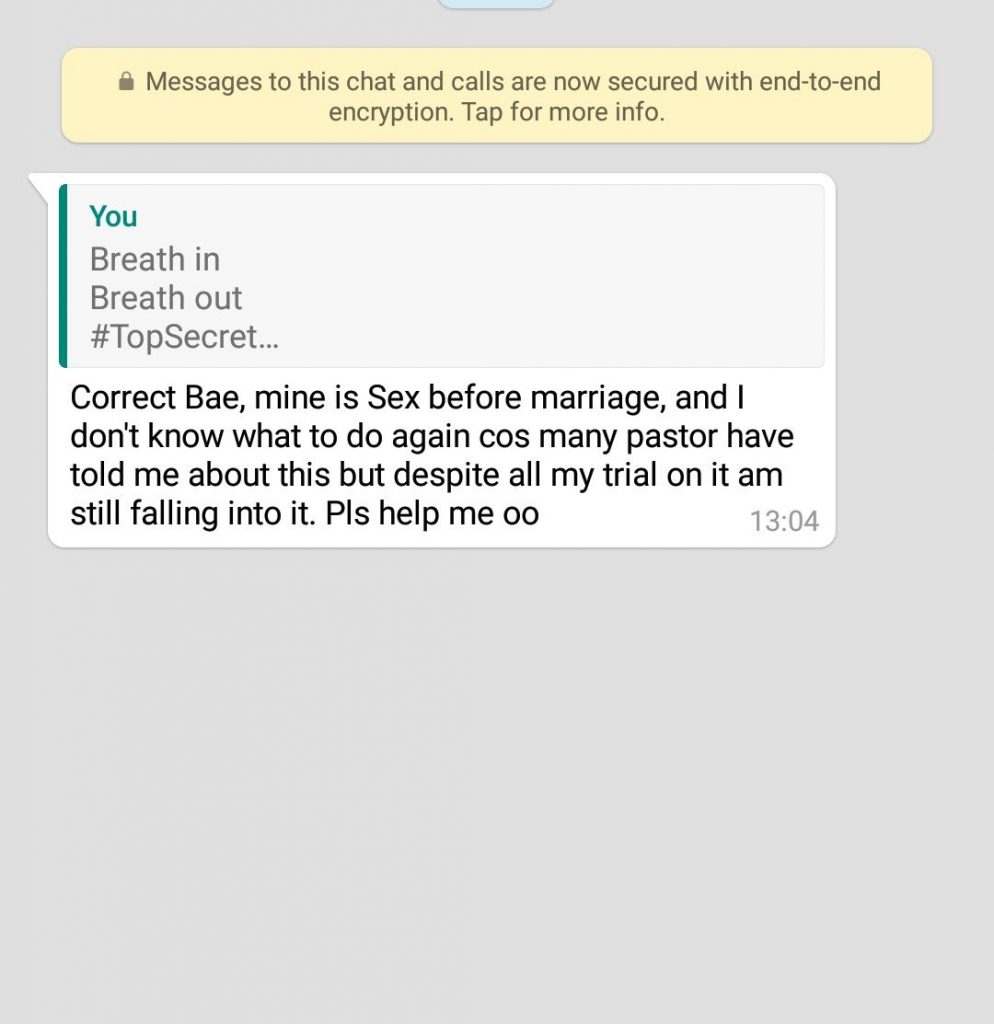 Messages to this chat and calls are now secured with end-to-end
encryption. Tap for more info.
You
Breath in
Breath out
#TopSecret...
Correct Bae, mine is Sex before marriage, and I
don't know what to do again cos many pastor have
told me about this but despite all my trial on it am
still falling into it. Pls help me oo
13:04